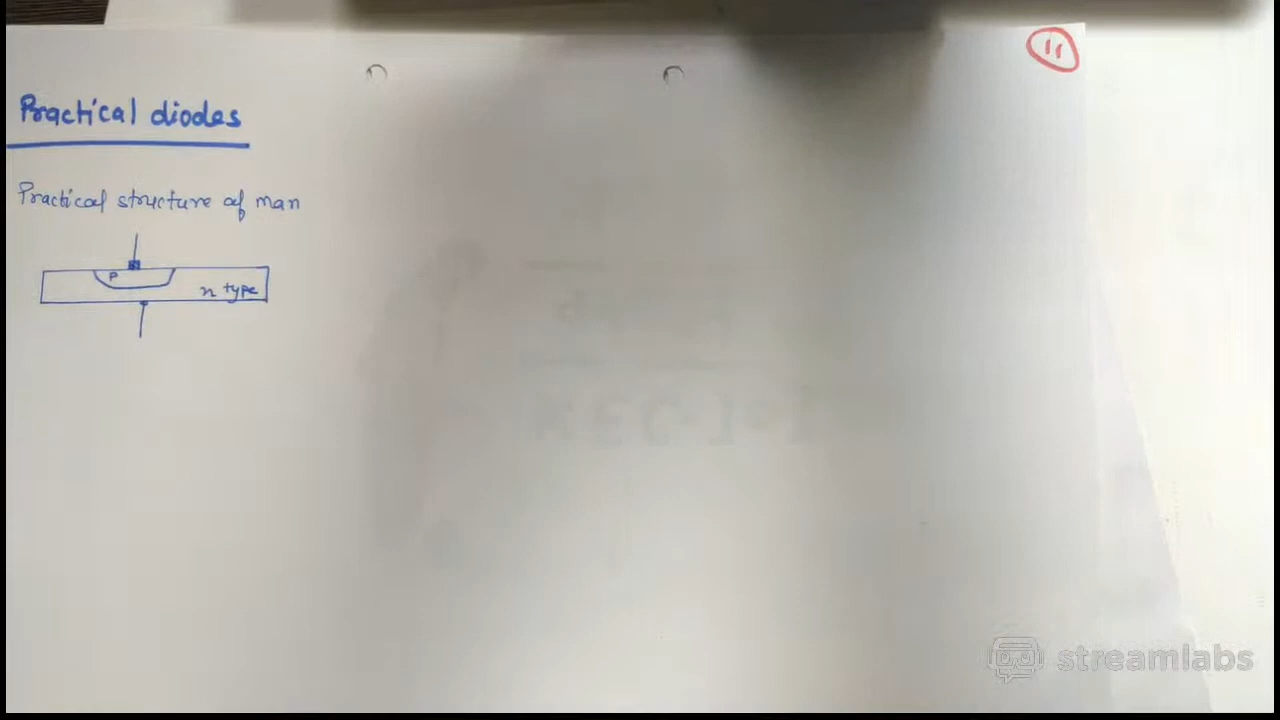 11
Practical diodes
Practical structure of man
P
n type
streamlabs